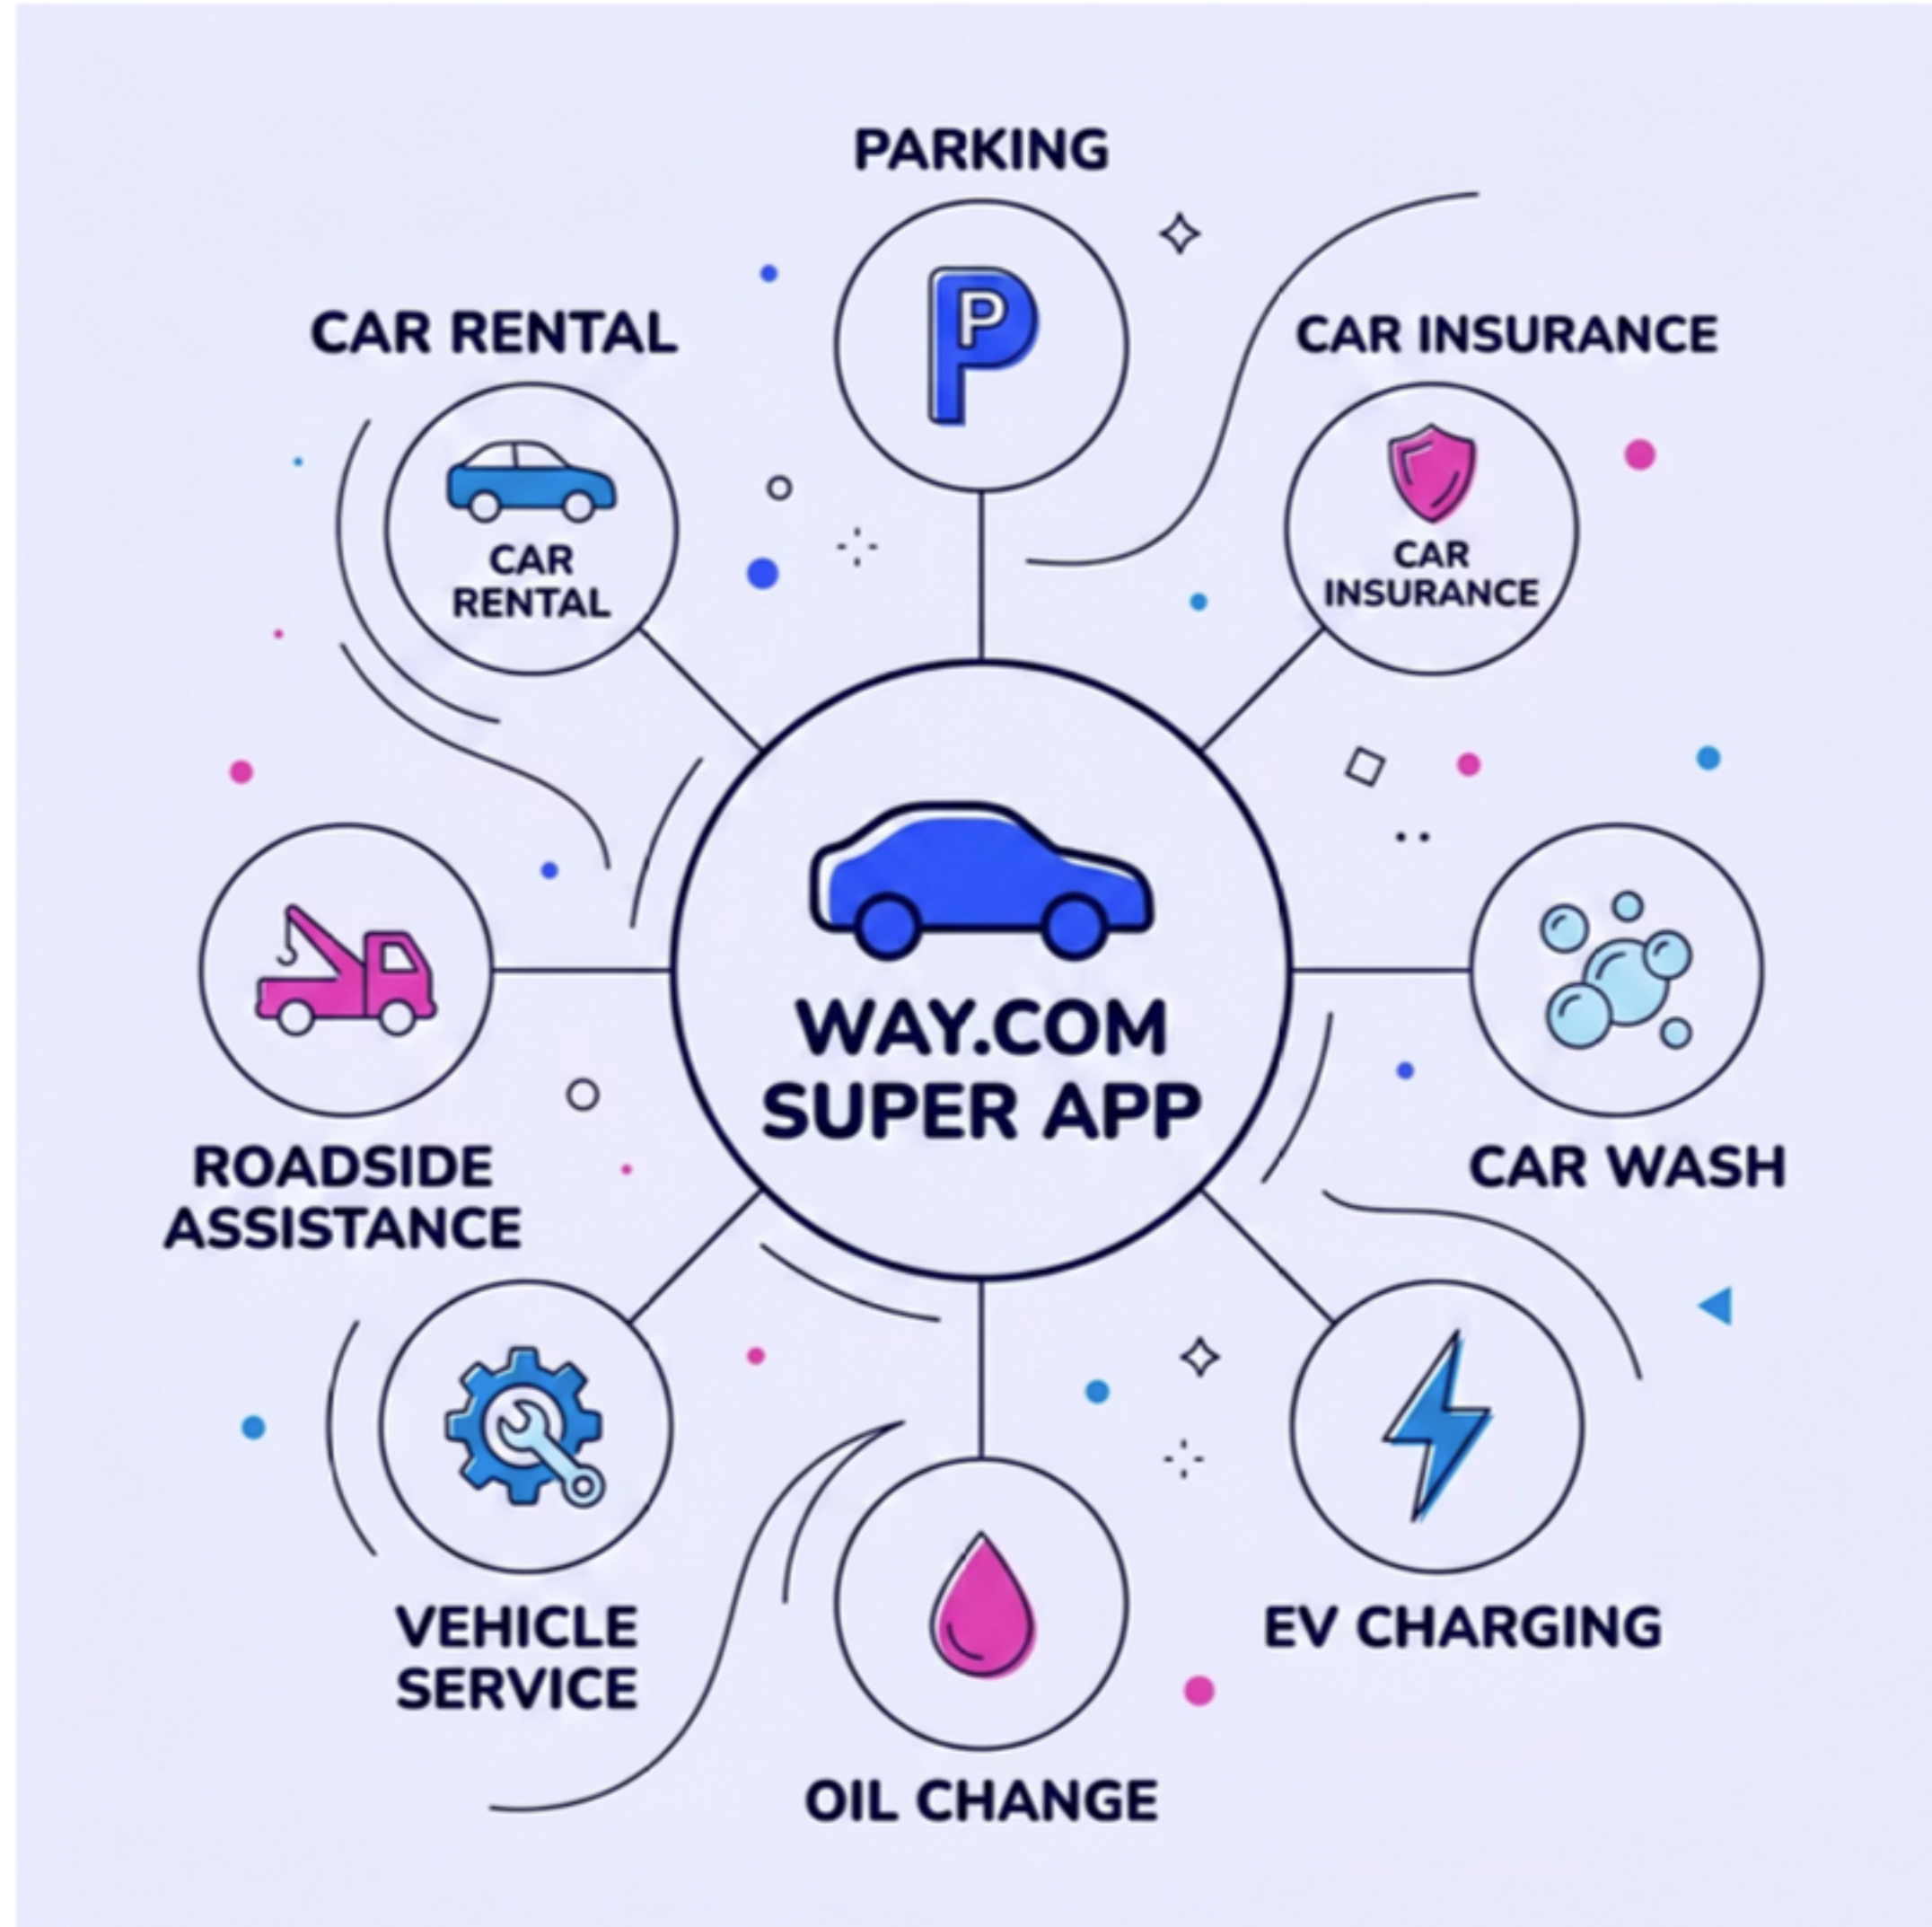 PARKING
P
CAR RENTAL
CAR
RENTAL
CAR INSURANCE
CAR
INSURANCE
WAY.COM
SUPER APP
ROADSIDE
ASSISTANCE
CAR WASH
VEHICLE
SERVICE
EV CHARGING
OIL CHANGE